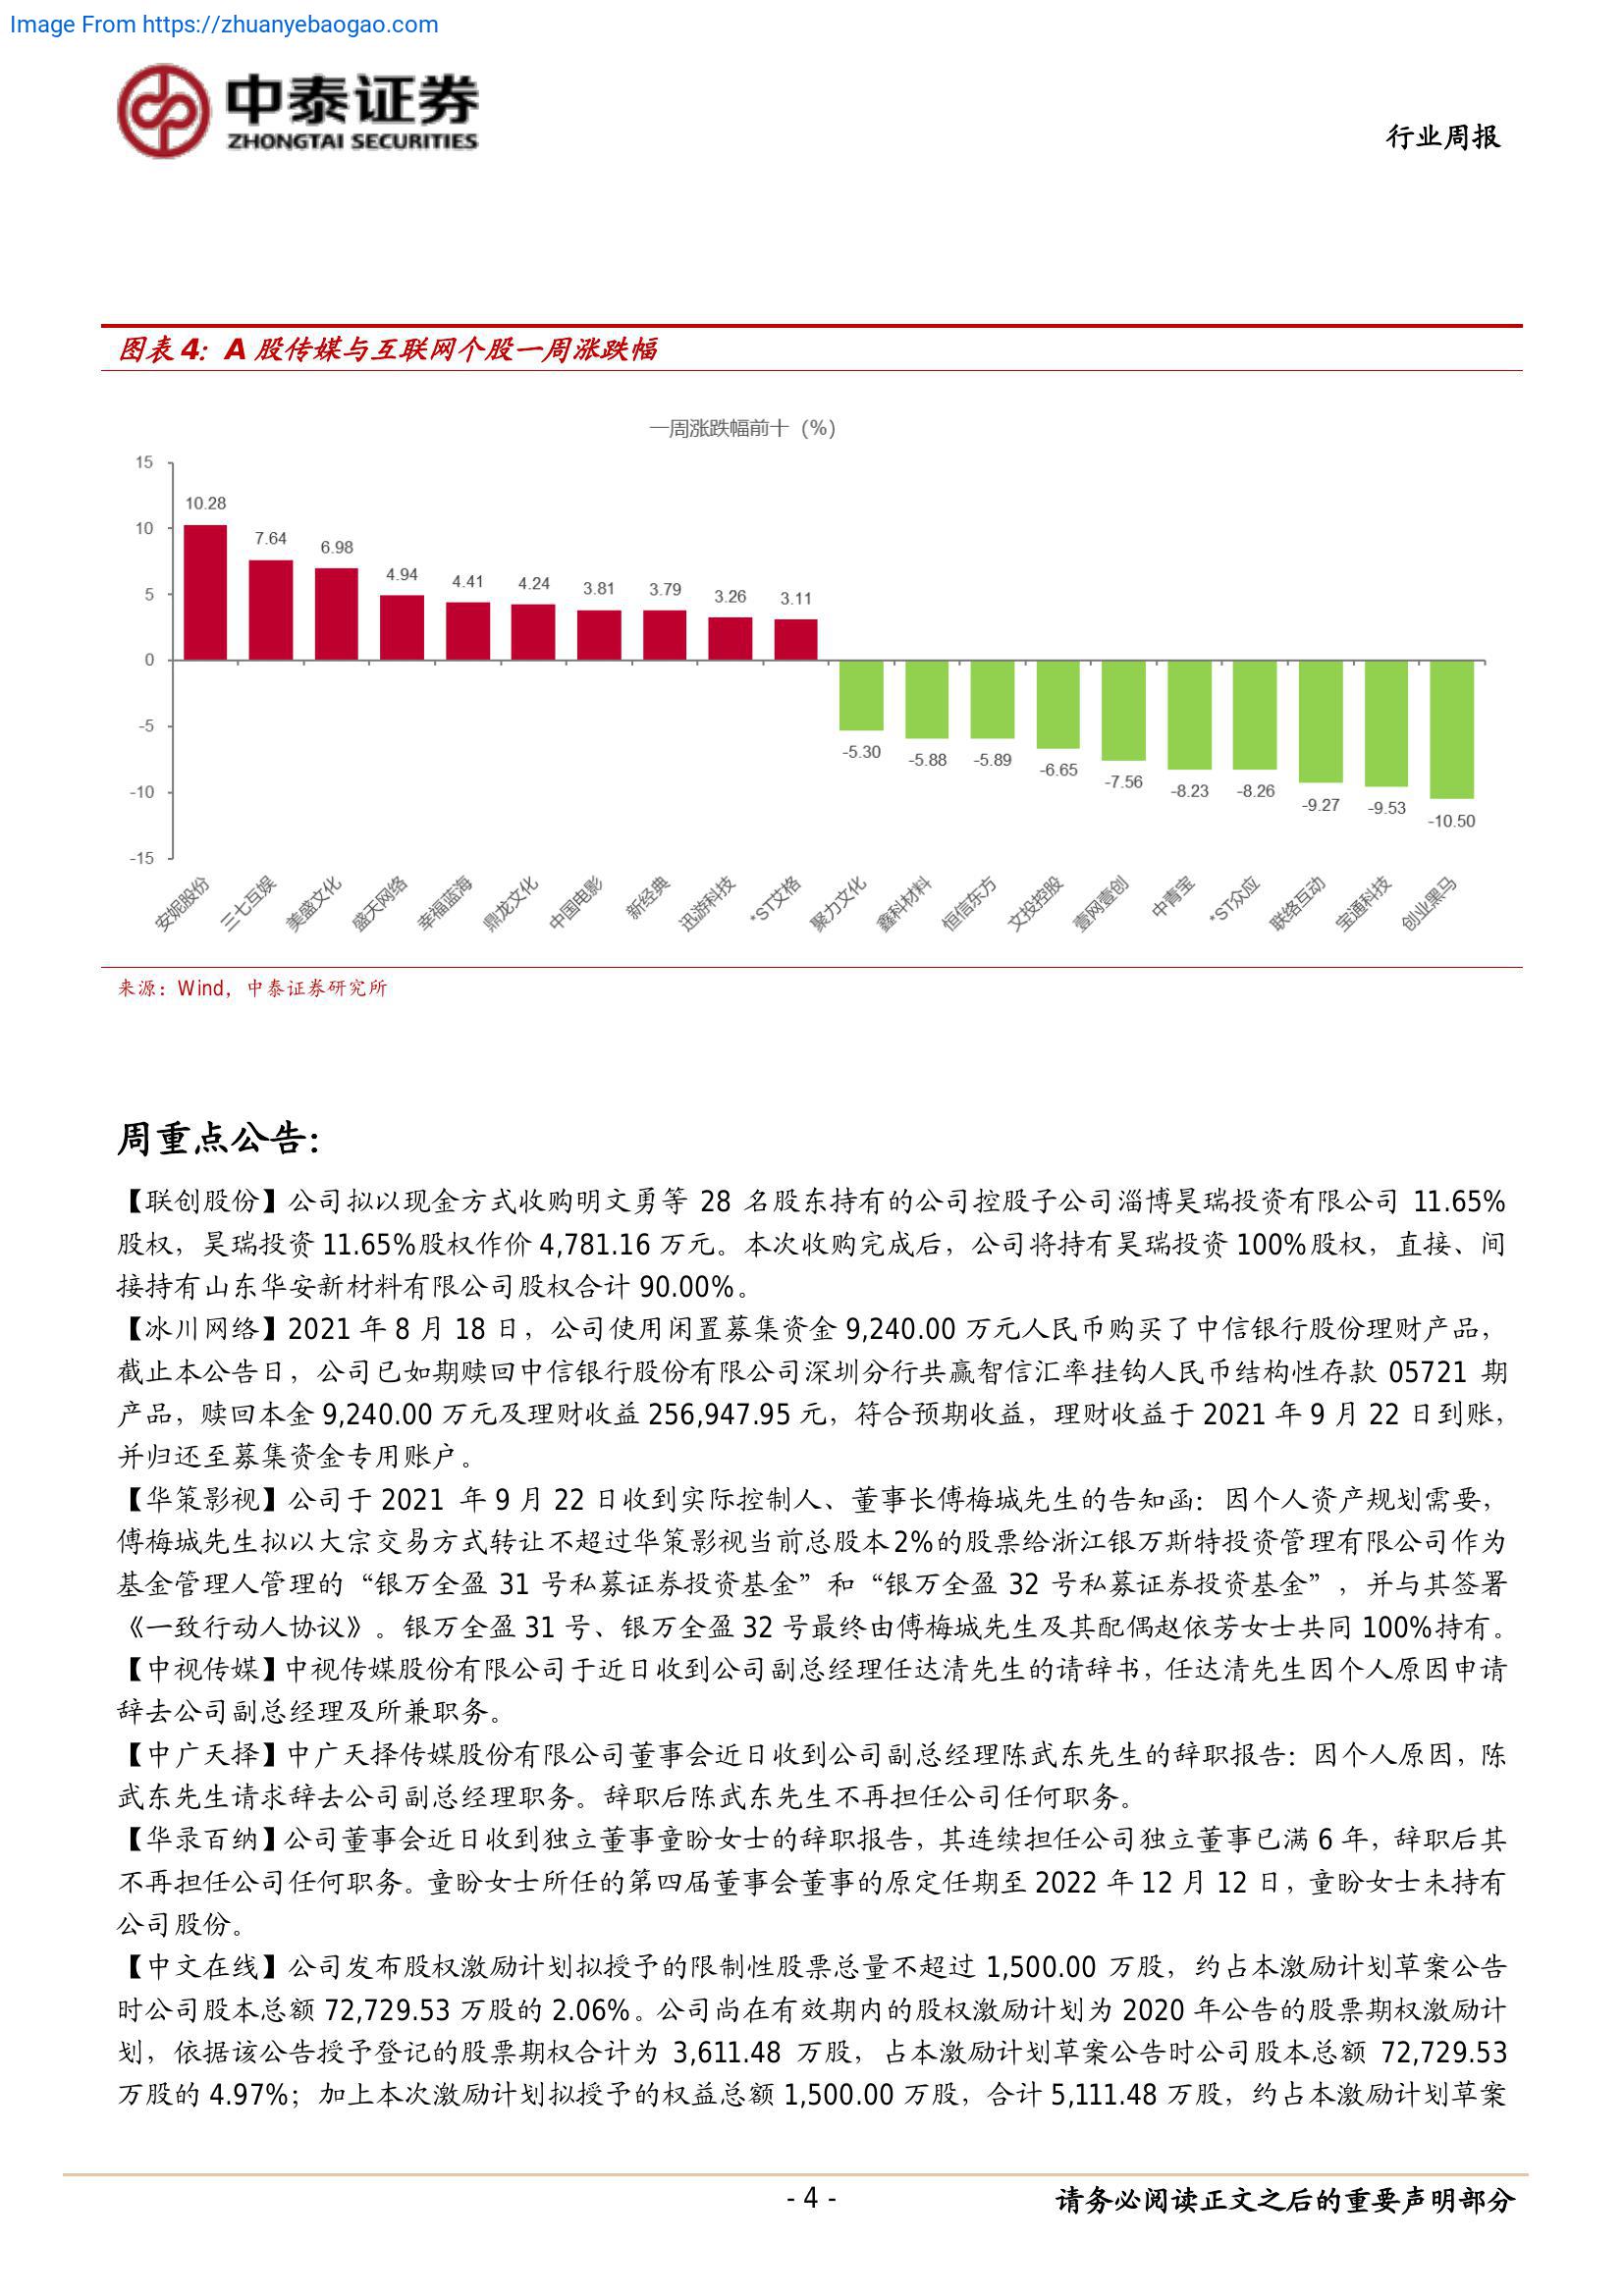 Image From https://zhuanyebaogao.com
中泰证券
ZHONGTAI SECURITIES
行业周报
图表 4：A 股传媒与互联网个股一周涨跌幅
一周涨跌幅前十（%）
15
10
5
0
-5
-10
-15
10.28
7.64
6.98
4.94
4.41
4.24
3.81
3.79
3.26
3.11
-5.30
-5.88
-5.89
-6.65
-7.56
-8.23
-8.26
-9.27
-9.53
-10.50
安妮股份
三七互娱
美盛文化
盛天网络
幸福蓝海
鼎龙文化
中国电影
新经典
迅游科技
*ST艾格
聚力文化
鑫科材料
恒信东方
文投控股
壹网壹创
中青宝
*ST众应
联络互动
宝通科技
创业黑马
来源：Wind，中泰证券研究所
周重点公告：
【联创股份】公司拟以现金方式收购明文勇等 28 名股东持有的公司控股子公司淄博昊瑞投资有限公司 11.65%
股权，昊瑞投资 11.65%股权作价 4,781.16 万元。本次收购完成后，公司将持有昊瑞投资 100%股权，直接、间
接持有山东华安新材料有限公司股权合计 90.00%。
【冰川网络】2021 年 8 月 18 日，公司使用闲置募集资金 9,240.00 万元人民币购买了中信银行股份理财产品，
截止本公告日，公司已如期赎回中信银行股份有限公司深圳分行共赢智信汇率挂钩人民币结构性存款 05721 期
产品，赎回本金 9,240.00 万元及理财收益 256,947.95 元，符合预期收益，理财收益于 2021 年 9 月 22 日到账，
并归还至募集资金专用账户。
【华策影视】公司于 2021 年 9 月 22 日收到实际控制人、董事长傅梅城先生的告知函：因个人资产规划需要，
傅梅城先生拟以大宗交易方式转让不超过华策影视当前总股本2%的股票给浙江银万斯特投资管理有限公司作为
基金管理人管理的“银万全盈 31 号私募证券投资基金”和“银万全盈 32 号私募证券投资基金”，并与其签署
《一致行动人协议》。银万全盈 31 号、银万全盈 32 号最终由傅梅城先生及其配偶赵依芳女士共同 100%持有。
【中视传媒】中视传媒股份有限公司于近日收到公司副总经理任达清先生的请辞书，任达清先生因个人原因申请
辞去公司副总经理及所兼职务。
【中广天择】中广天择传媒股份有限公司董事会近日收到公司副总经理陈武东先生的辞职报告：因个人原因，陈
武东先生请求辞去公司副总经理职务。辞职后陈武东先生不再担任公司任何职务。
【华录百纳】公司董事会近日收到独立董事童盼女士的辞职报告，其连续担任公司独立董事已满 6 年，辞职后其
不再担任公司任何职务。童盼女士所任的第四届董事会董事的原定任期至 2022 年 12 月 12 日，童盼女士未持有
公司股份。
【中文在线】公司发布股权激励计划拟授予的限制性股票总量不超过 1,500.00 万股，约占本激励计划草案公告
时公司股本总额 72,729.53 万股的 2.06%。公司尚在有效期内的股权激励计划为 2020 年公告的股票期权激励计
划，依据该公告授予登记的股票期权合计为 3,611.48 万股，占本激励计划草案公告时公司股本总额 72,729.53
万股的 4.97%；加上本次激励计划拟授予的权益总额 1,500.00 万股，合计 5,111.48 万股，约占本激励计划草案
- 4 -
请务必阅读正文之后的重要声明部分